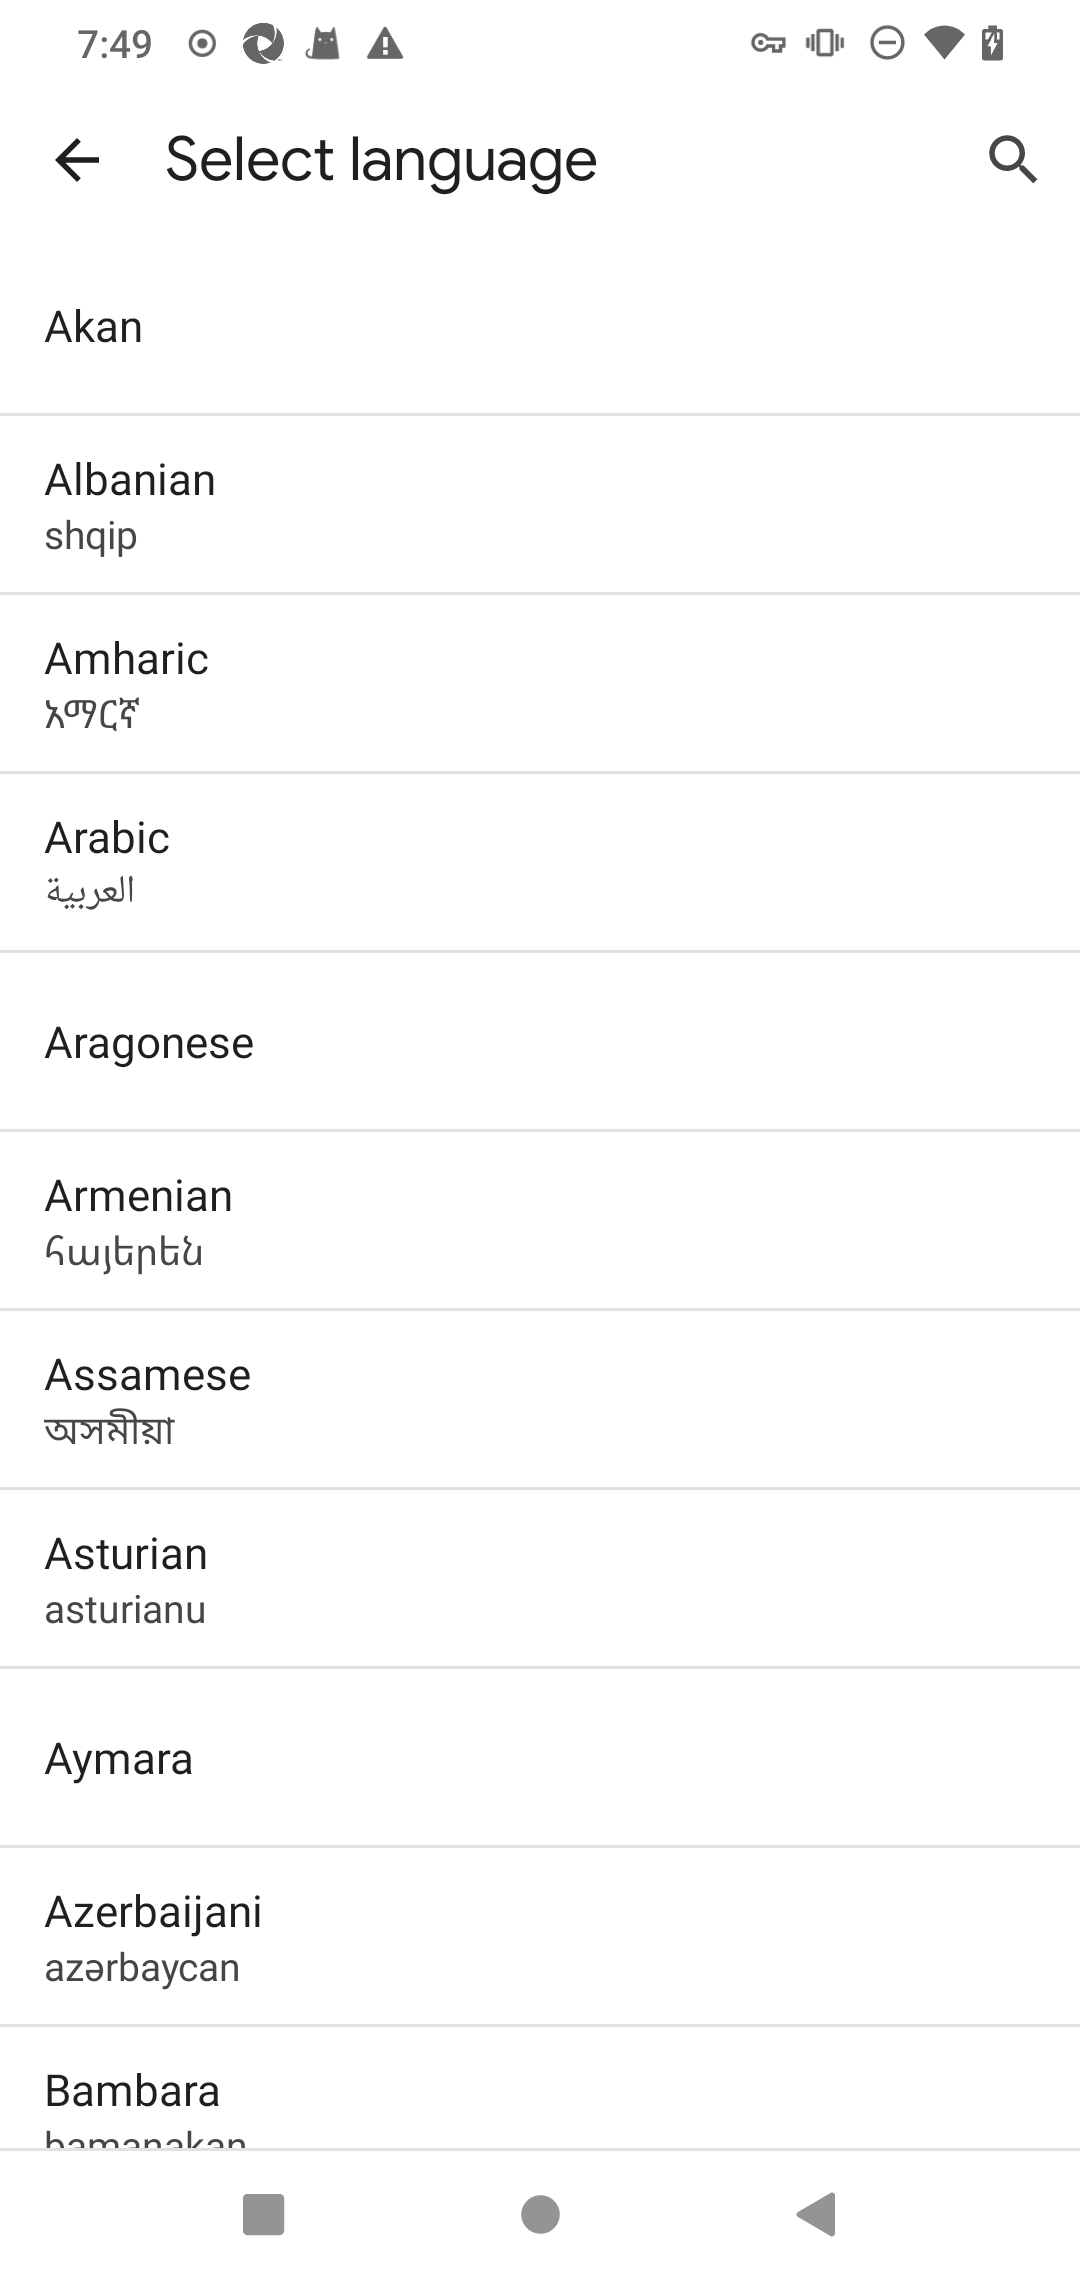 7:49
Select language
Akan
Albanian
shqip
Amharic
አማርኛ
Arabic
العربية
Aragonese
Armenian
հայերեն
Assamese
অসমীয়া
Asturian
asturianu
Aymara
Azerbaijani
azərbaycan
Bambara
bamanakan